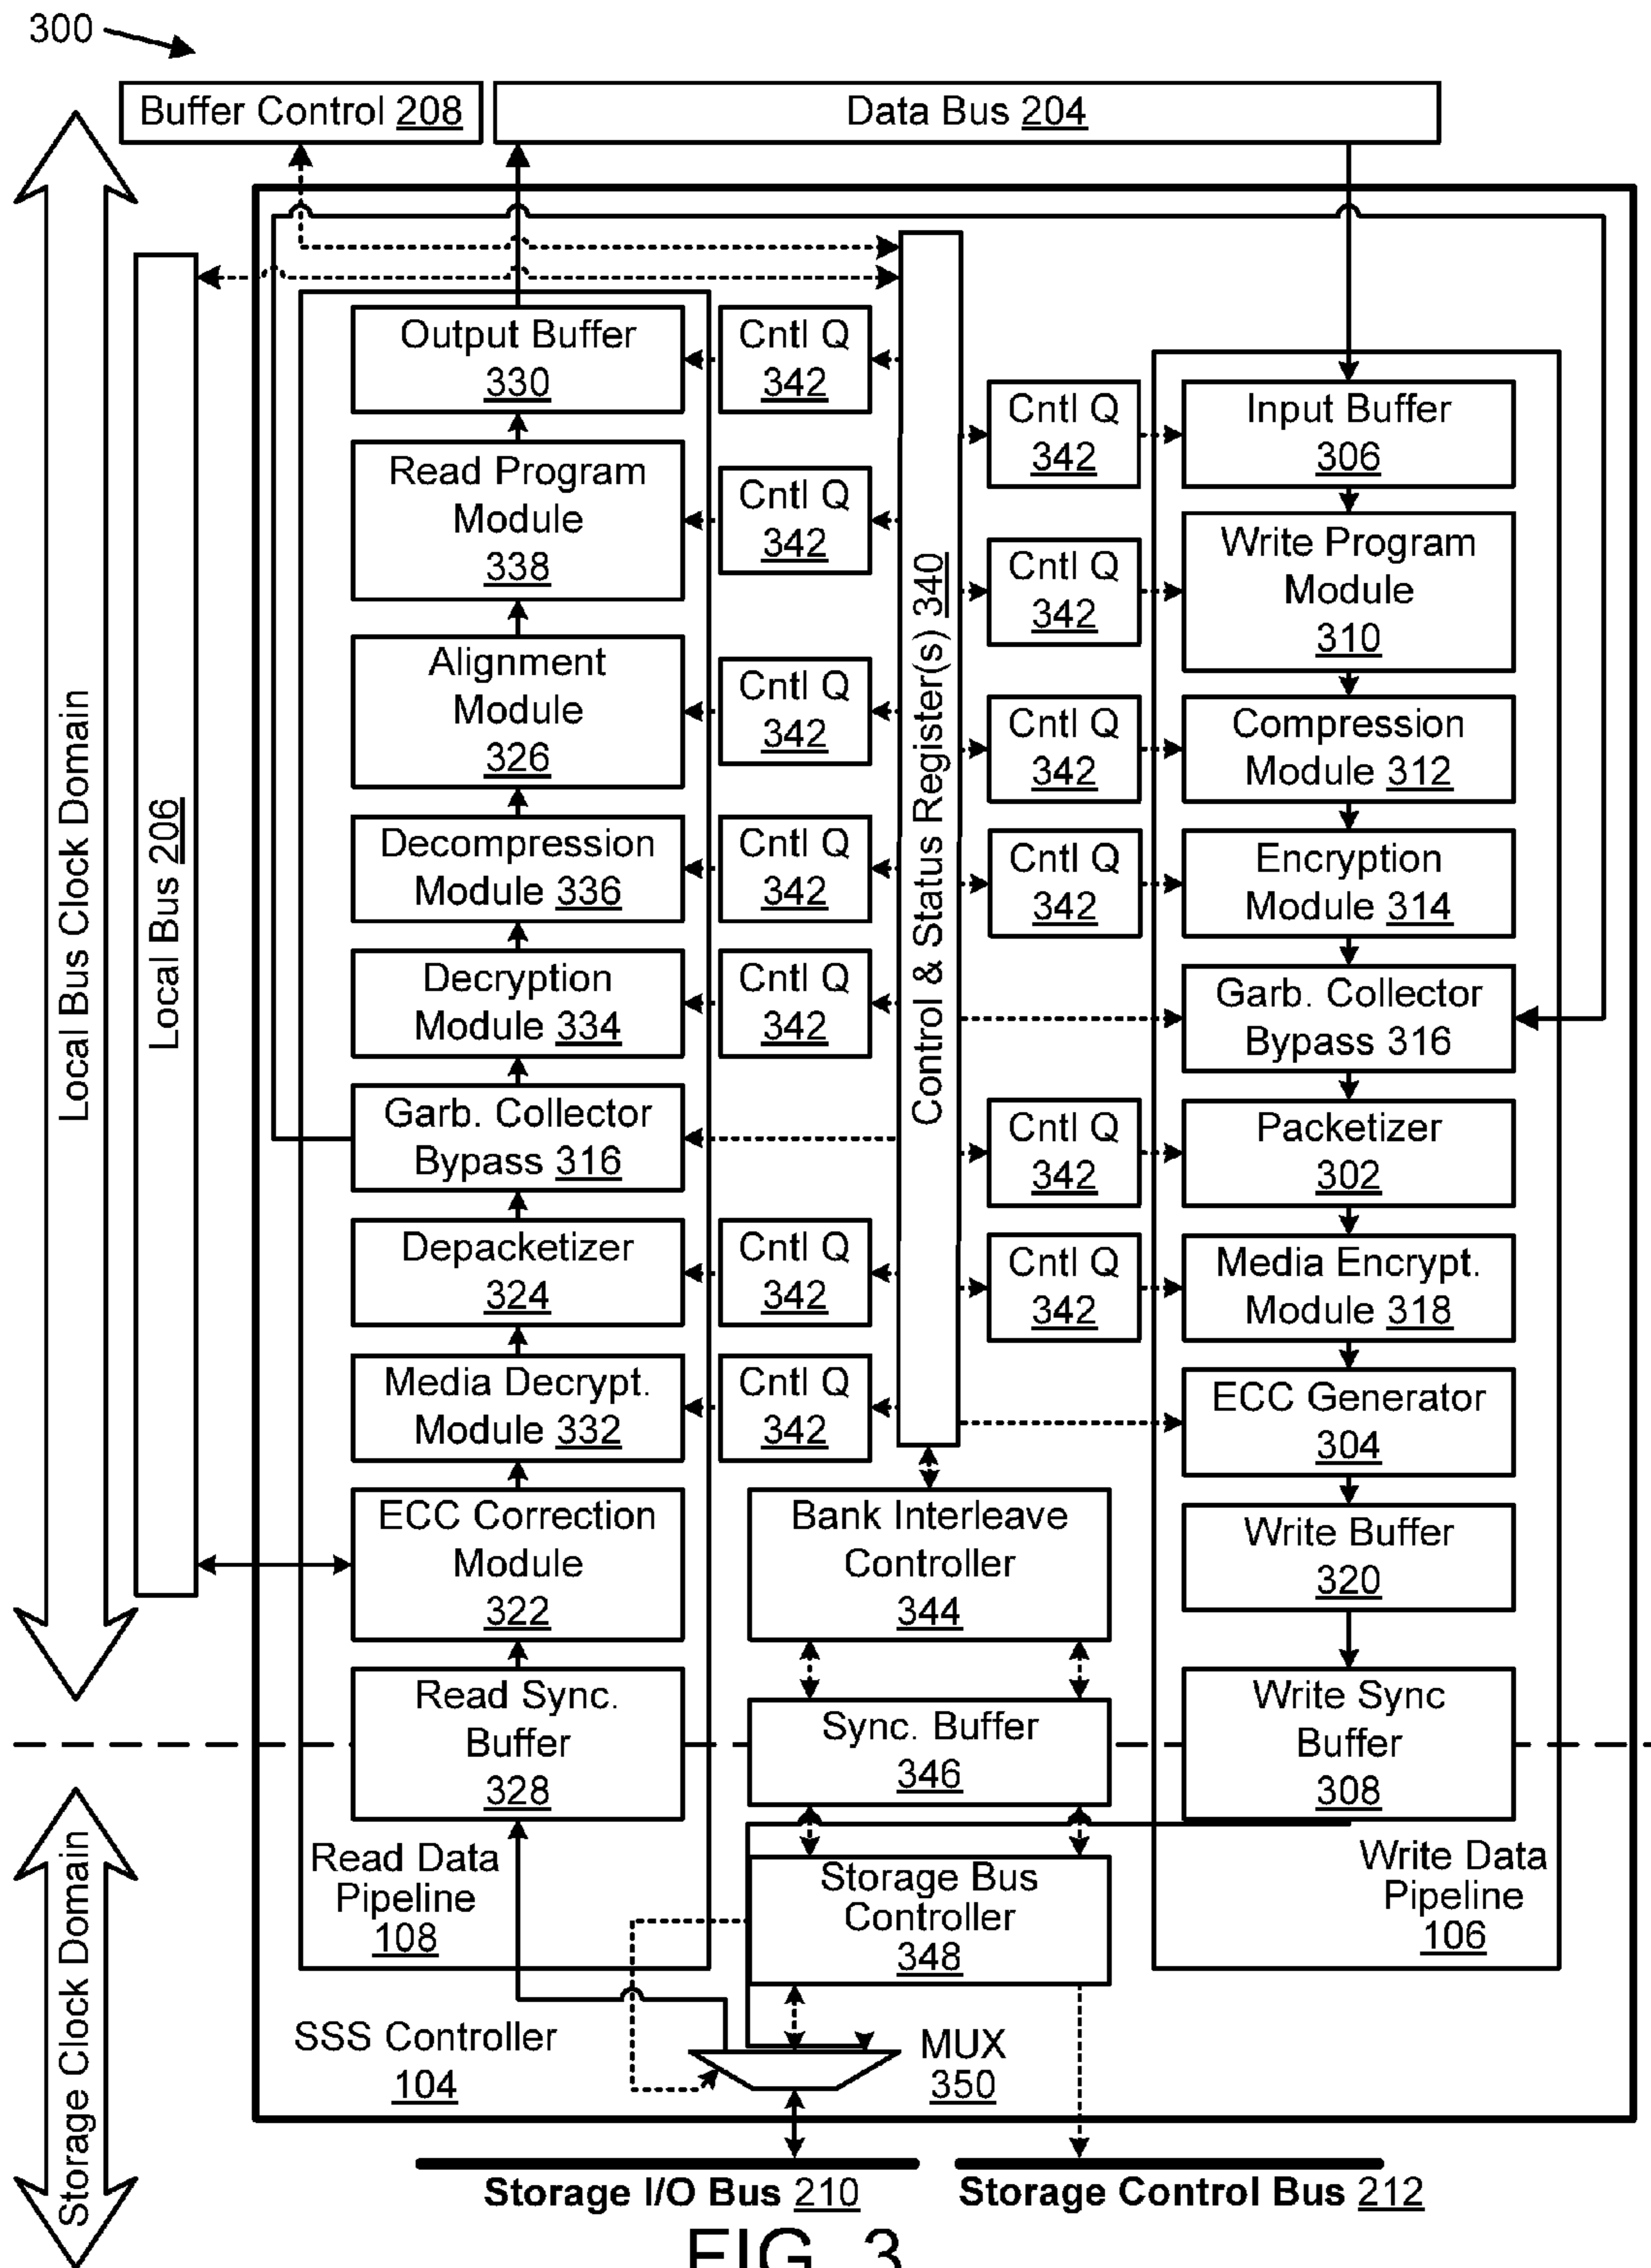 300
Buffer Control 208
Data Bus 204
Local Bus Clock Domain
Local Bus 206
Output Buffer
330
Cntl Q
342
Read Program
Module
338
Cntl Q
342
Alignment
Module
326
Cntl Q
342
Decompression
Module 336
Cntl Q
342
Decryption
Module 334
Cntl Q
342
Garb. Collector
Bypass 316
Depacketizer
324
Cntl Q
342
Media Decrypt.
Module 332
Cntl Q
342
ECC Correction
Module
322
Read Sync.
Buffer
328
Read Data
Pipeline
108
Control & Status Register(s) 340
Bank Interleave
Controller
344
Sync. Buffer
346
Storage Bus
Controller
348
Cntl Q
342
Input Buffer
306
Cntl Q
342
Write Program
Module
310
Cntl Q
342
Compression
Module 312
Cntl Q
342
Encryption
Module 314
Garb. Collector
Bypass 316
Cntl Q
342
Packetizer
302
Cntl Q
342
Media Encrypt.
Module 318
ECC Generator
304
Write Buffer
320
Write Sync
Buffer
308
Write Data
Pipeline
106
Storage Clock Domain
SSS Controller
104
MUX
350
Storage I/O Bus 210
Storage Control Bus 212
FIG. 3